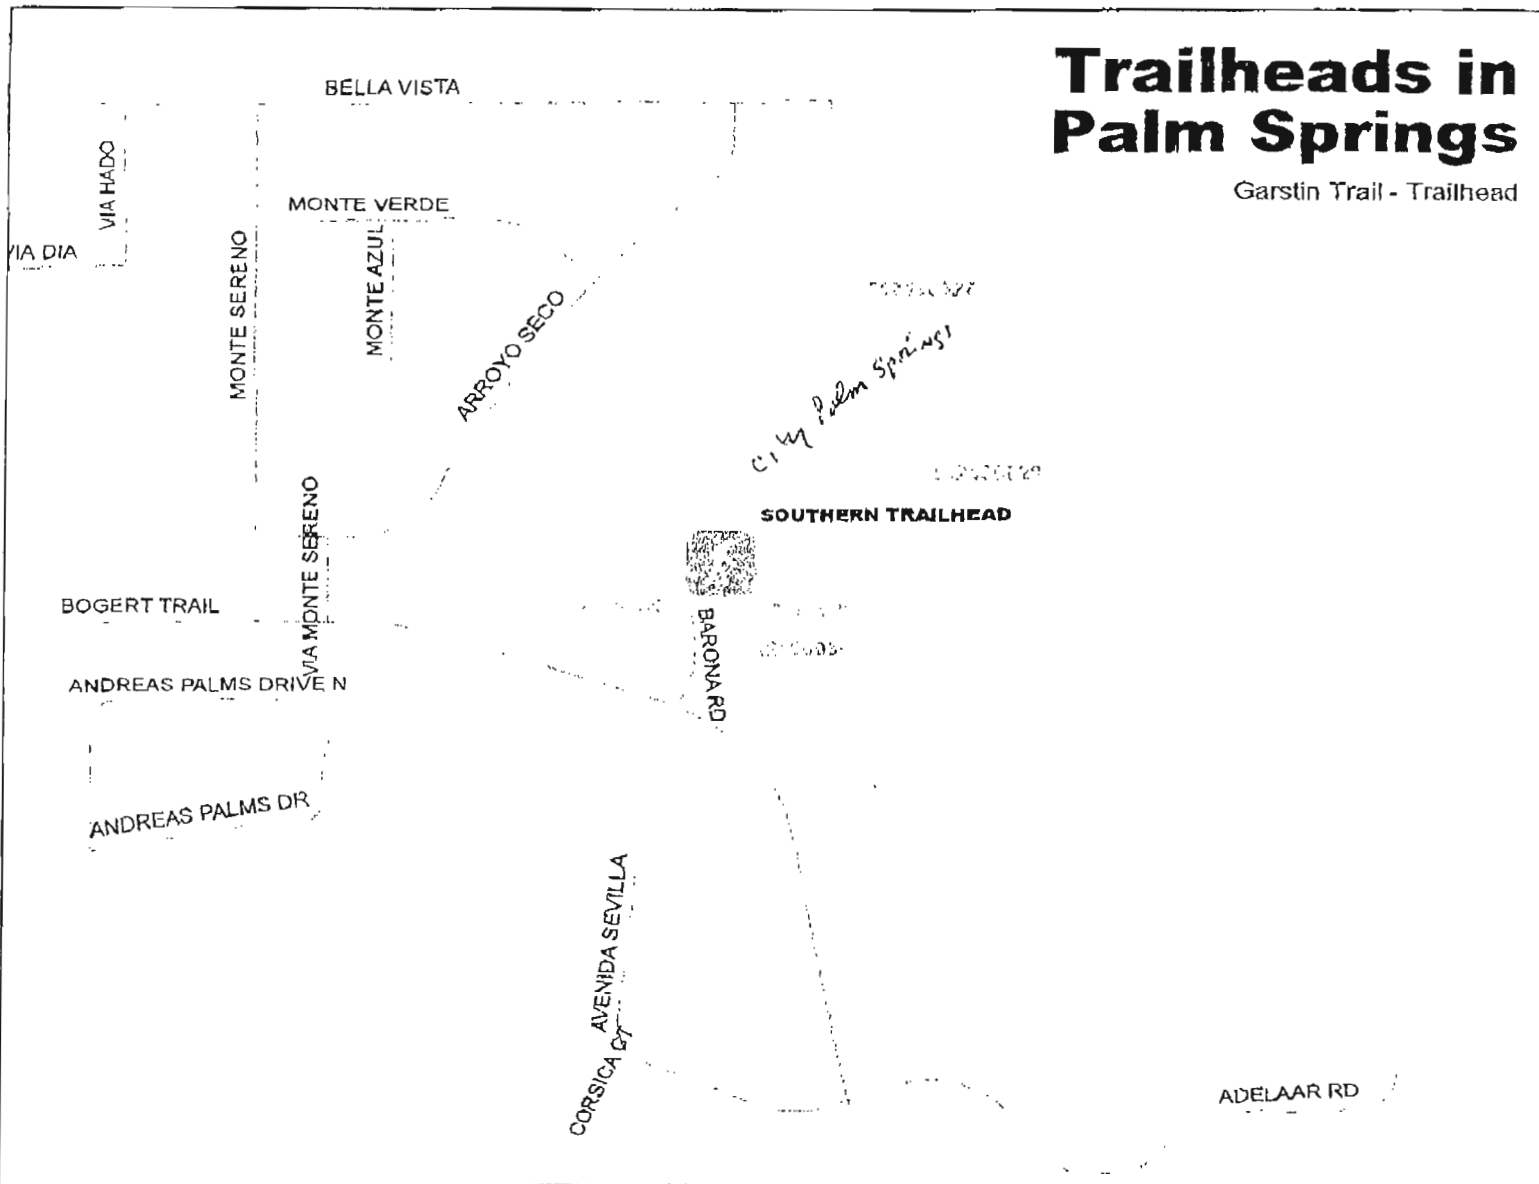 Trailheads in
Palm Springs
Garstin Trail - Trailhead
BELLA VISTA
VIA HADO
MONTE VERDE
VIA DIA
MONTE SERENO
MONTE AZUL
ARROYO SECO
City Palm Springs
SOUTHERN TRAILHEAD
VIA MONTE SERENO
BOGERT TRAIL
BARONA RD
ANDREAS PALMS DRIVE N
ANDREAS PALMS DR
AVENIDA SEVILLA
CORSICA CT
ADELAAR RD